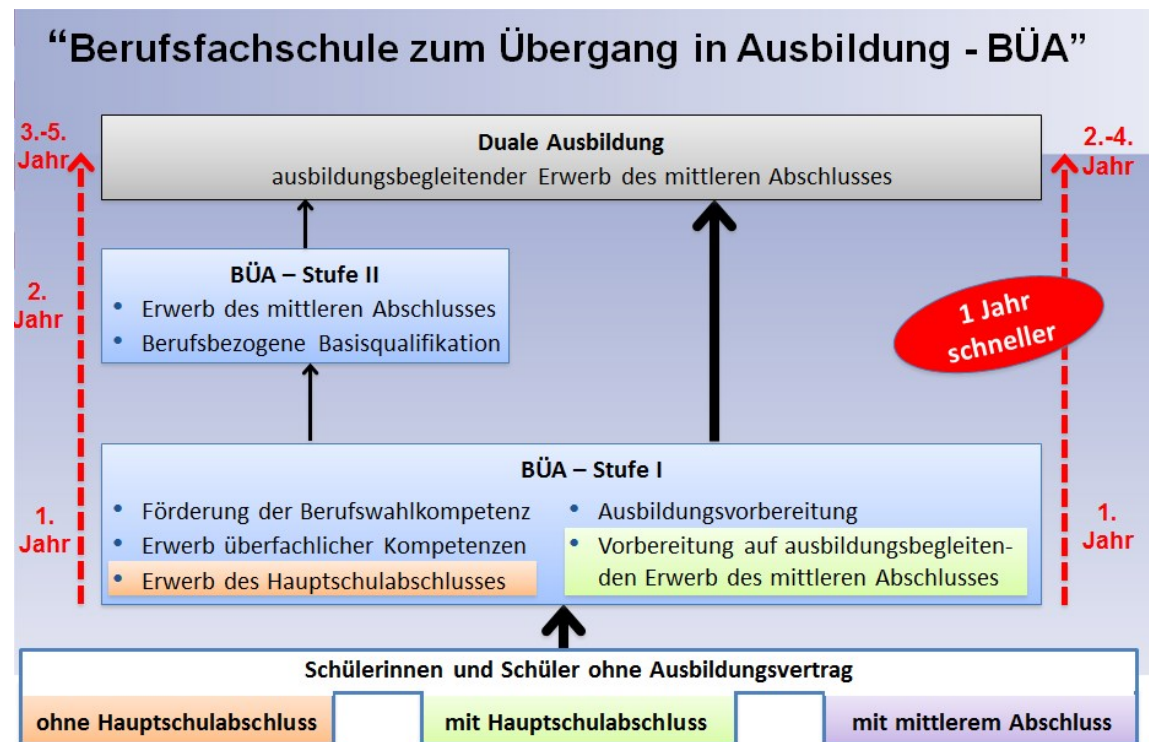 “Berufsfachschule zum Übergang in Ausbildung - BÜA”
3.-5.
Jahr
Duale Ausbildung
ausbildungsbegleitender Erwerb des mittleren Abschlusses
2.-4.
Jahr
2.
Jahr
BÜA – Stufe II
• Erwerb des mittleren Abschlusses
• Berufsbezogene Basisqualifikation
1 Jahr
schneller
1.
Jahr
BÜA – Stufe I
• Förderung der Berufswahlkompetenz
• Erwerb überfachlicher Kompetenzen
• Erwerb des Hauptschulabschlusses
• Ausbildungsvorbereitung
• Vorbereitung auf ausbildungsbegleiten-
den Erwerb des mittleren Abschlusses
1.
Jahr
Schülerinnen und Schüler ohne Ausbildungsvertrag
ohne Hauptschulabschluss
mit Hauptschulabschluss
mit mittlerem Abschluss